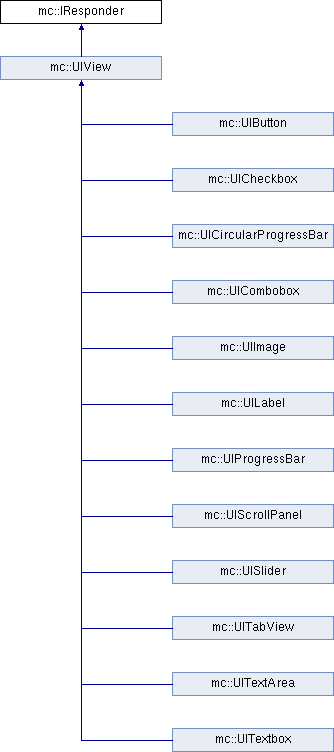 mc::IResponder
mc::UIView
mc::UIButton
mc::UICheckbox
mc::UICircularProgressBar
mc::UICombobox
mc::UIImage
mc::UILabel
mc::UIProgressBar
mc::UIScrollPanel
mc::UISlider
mc::UITabView
mc::UITextArea
mc::UITextbox